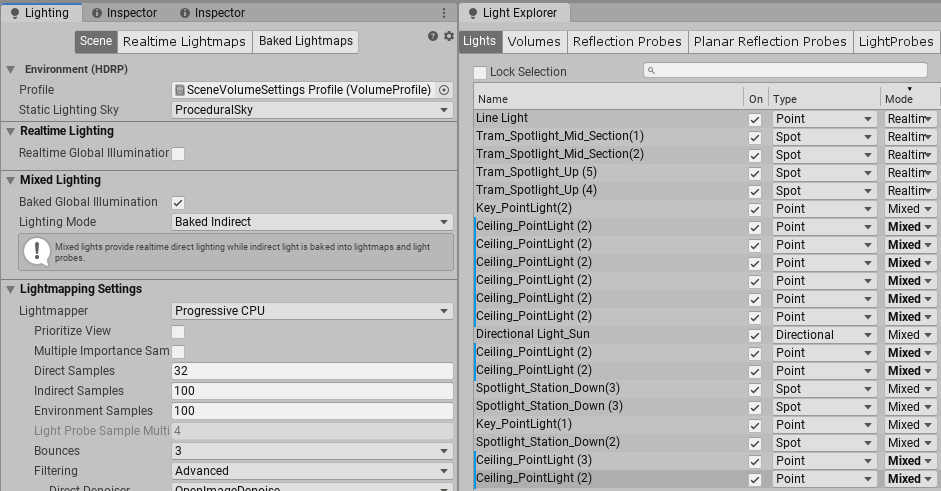 Lighting
Inspector
Inspector
Scene
Realtime Lightmaps
Baked Lightmaps
Environment (HDRP)
Profile
SceneVolumeSettings Profile (VolumeProfile)
Static Lighting Sky
ProceduralSky
Realtime Lighting
Realtime Global Illumination
Mixed Lighting
Baked Global Illumination
Lighting Mode
Baked Indirect
Mixed lights provide realtime direct lighting while indirect light is baked into lightmaps and light
probes.
Lightmapping Settings
Lightmapper
Progressive CPU
Prioritize View
Multiple Importance Sam
Direct Samples
32
Indirect Samples
100
Environment Samples
100
Light Probe Sample Multi
4
Bounces
3
Filtering
Advanced
Direct Denoiser
OpenImageDenoise
Light Explorer
Lights
Volumes
Reflection Probes
Planar Reflection Probes
LightProbes
Lock Selection
Name On Type Mode
Line Light Point Realtim
Tram_Spotlight_Mid_Section(1) Spot Realtim
Tram_Spotlight_Mid_Section(2) Spot Realtim
Tram_Spotlight_Up (5) Spot Realtim
Tram_Spotlight_Up (4) Spot Realtim
Key_PointLight(2) Point Mixed
Ceiling_PointLight (2) Point Mixed
Ceiling_PointLight (2) Point Mixed
Ceiling_PointLight (2) Point Mixed
Ceiling_PointLight (2) Point Mixed
Ceiling_PointLight (2) Point Mixed
Ceiling_PointLight (2) Point Mixed
Directional Light_Sun Directional Mixed
Ceiling_PointLight (2) Point Mixed
Ceiling_PointLight (2) Point Mixed
Spotlight_Station_Down(3) Spot Mixed
Spotlight_Station_Down (3) Spot Mixed
Key_PointLight(1) Point Mixed
Spotlight_Station_Down(2) Spot Mixed
Ceiling_PointLight (3) Point Mixed
Ceiling_PointLight (2) Point Mixed